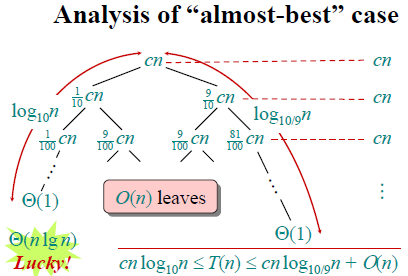 Analysis of “almost-best” case
cn cn
1/10 cn 9/10 cn cn
log₁₀n log₁₀/₉n
1/100 cn 9/100 cn 9/100 cn 81/100 cn cn
⋮
Θ(1) O(n) leaves
Θ(1)
Θ(n lg n)
Lucky!
cn log₁₀n ≤ T(n) ≤ cn log₁₀/₉n + O(n)